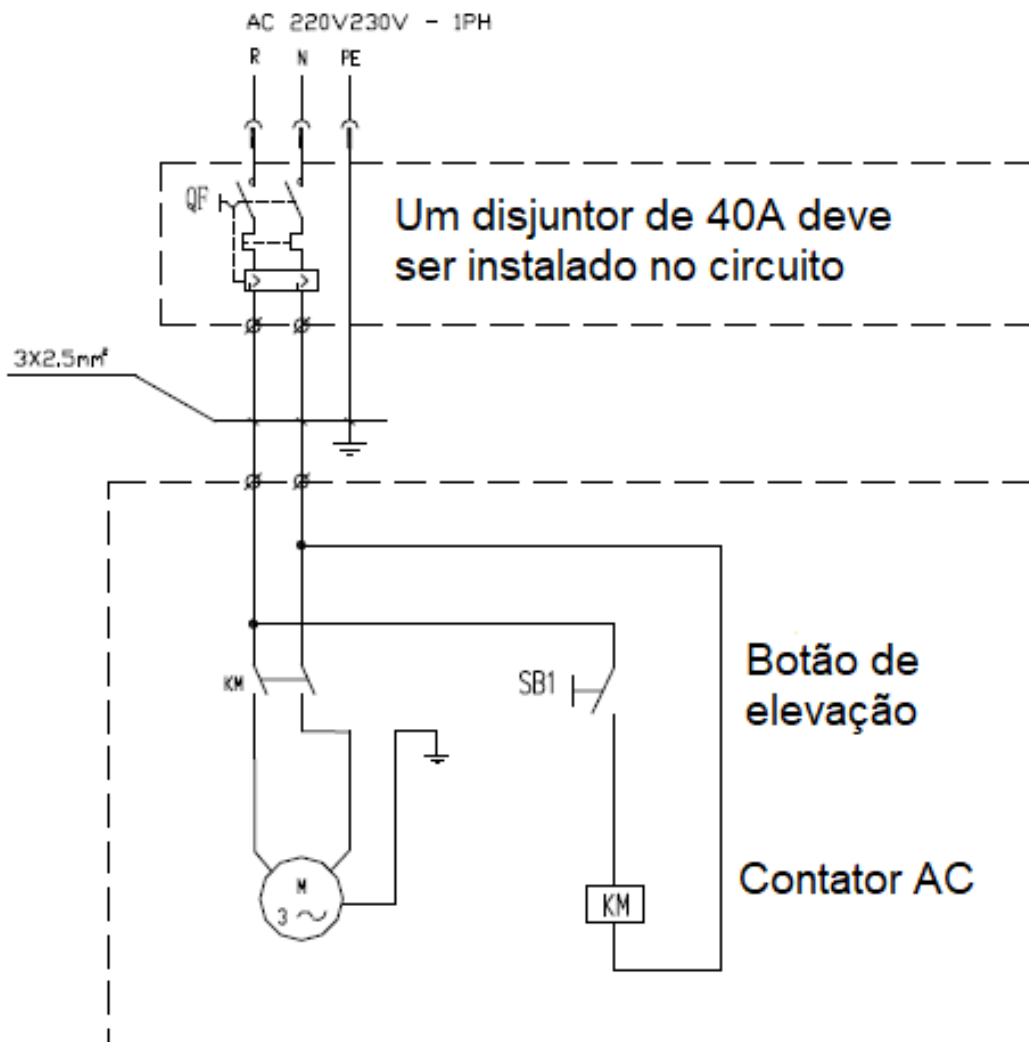 AC 220V230V - 1PH
R N PE
QF
Um disjuntor de 40A deve
ser instalado no circuito
3X2.5mm²
KM
SB1
Botão de
elevação
M
3 ~
KM
Contator AC